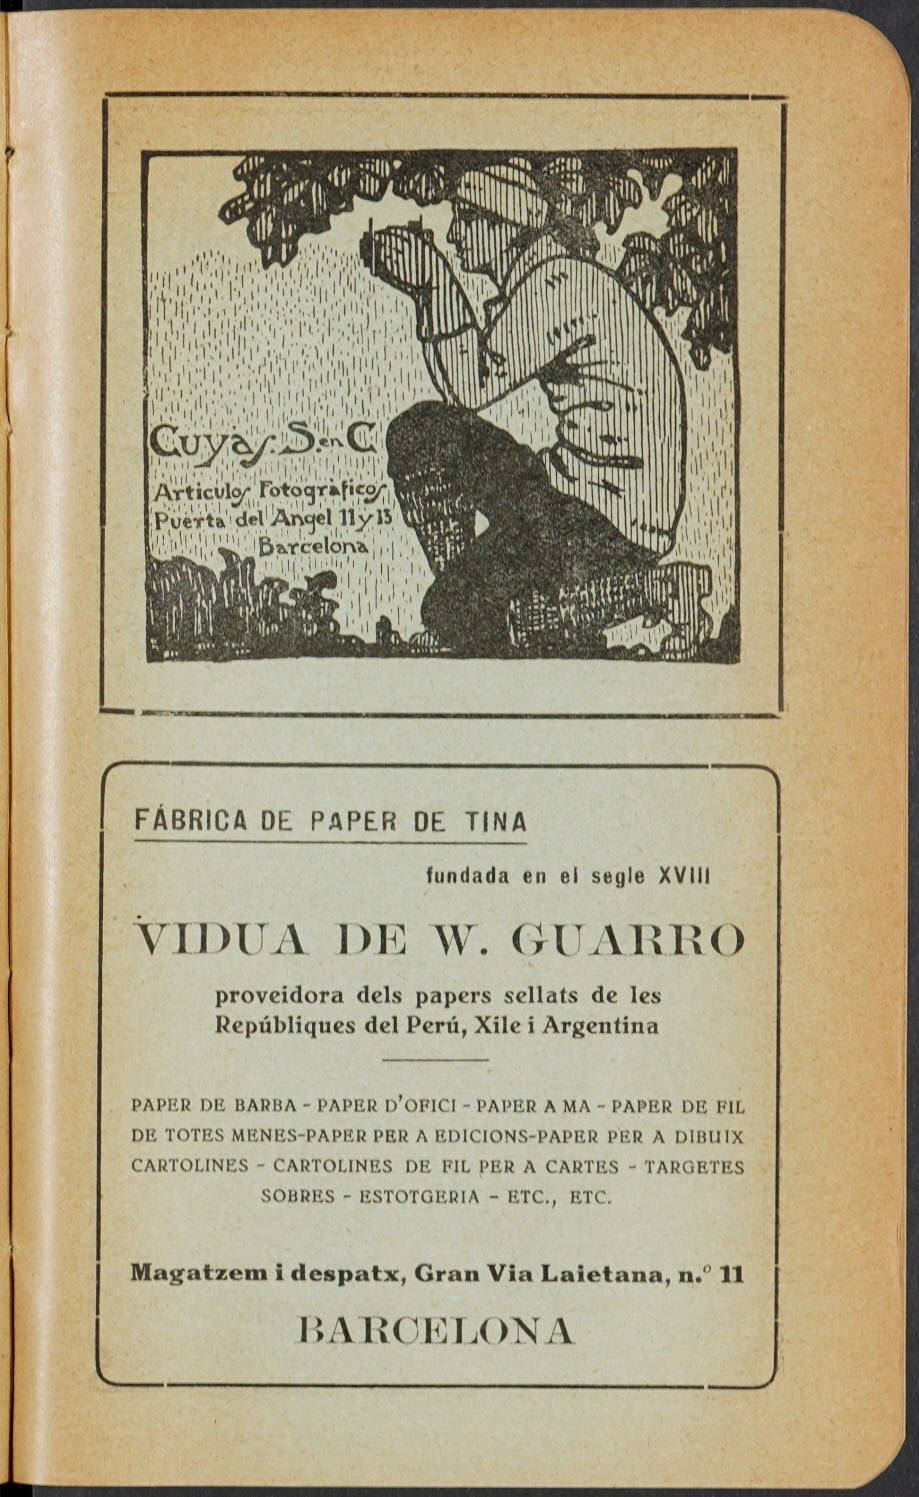 Cuyàs. S. en C
Articulos Fotogràficos
Puerta del Angel 11 y 13
Barcelona
FÁBRICA DE PAPER DE TINA
fundada en el segle XVIII
VIDUA DE W. GUARRO
proveidora dels papers sellats de les
Repúbliques del Perú, Xile i Argentina
PAPER DE BARBA - PAPER D'OFICI - PAPER A MA - PAPER DE FIL
DE TOTES MENES-PAPER PER A EDICIONS-PAPER PER A DIBUIX
CARTOLINES - CARTOLINES DE FIL PER A CARTES - TARGETES
SOBRES - ESTOTGERIA - ETC., ETC.
Magatzem i despatx, Gran Via Laietana, n.º 11
BARCELONA